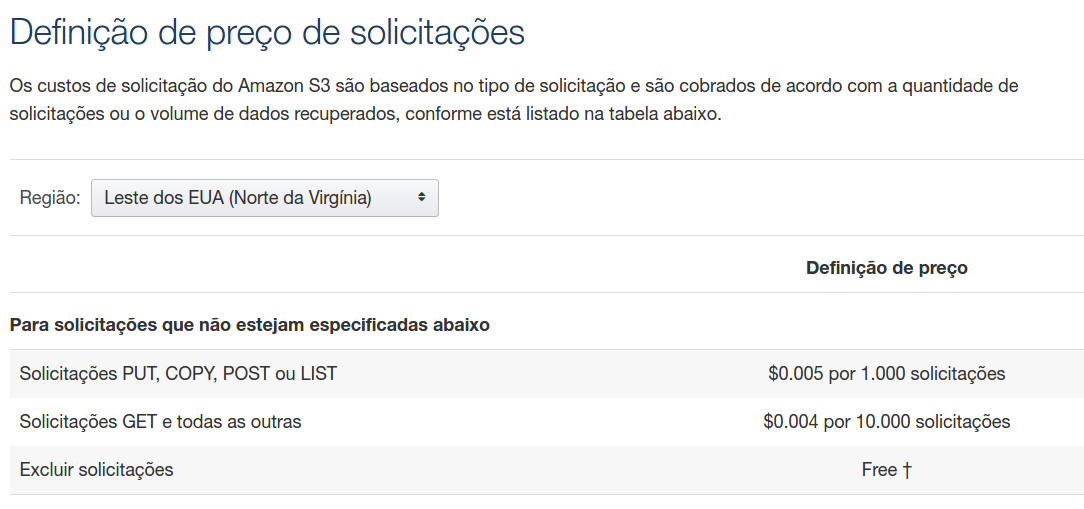 Definição de preço de solicitações
Os custos de solicitação do Amazon S3 são baseados no tipo de solicitação e são cobrados de acordo com a quantidade de
solicitações ou o volume de dados recuperados, conforme está listado na tabela abaixo.
Região: Leste dos EUA (Norte da Virgínia)
Definição de preço
Para solicitações que não estejam especificadas abaixo
Solicitações PUT, COPY, POST ou LIST $0.005 por 1.000 solicitações
Solicitações GET e todas as outras $0.004 por 10.000 solicitações
Excluir solicitações Free †